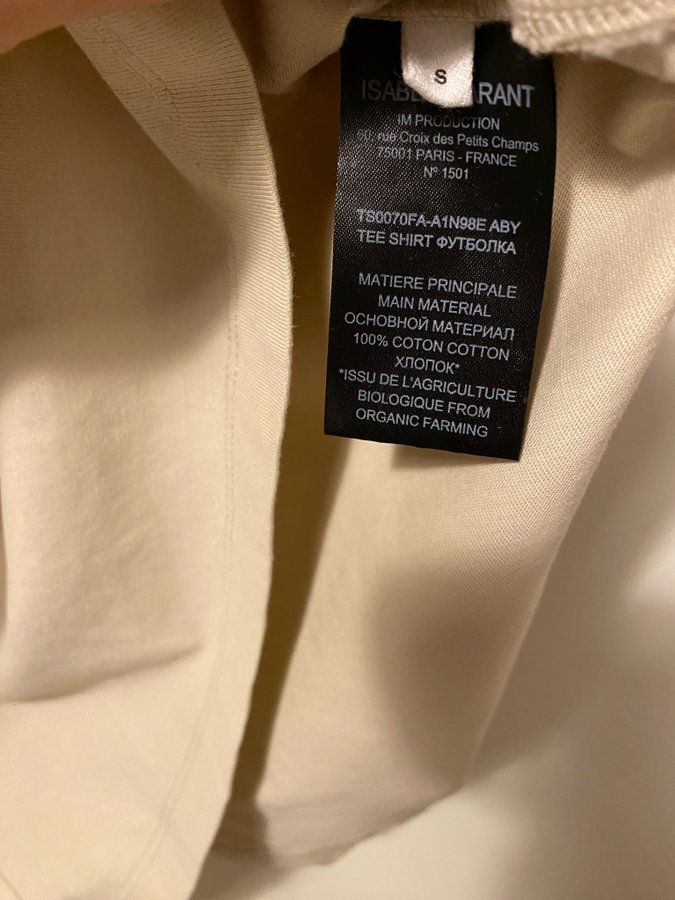 S
RANT
IM PRODUCTION
60, rue Croix des Petits Champs
75001 PARIS - FRANCE
N° 1501
TS0070FA-A1N98E ABY
TEE SHIRT ФУТБОЛКА
MATIERE PRINCIPALE
MAIN MATERIAL
ОСНОВНОЙ МАТЕРИАЛ
100% COTON COTTON
ХЛОПОК*
*ISSU DE L'AGRICULTURE
BIOLOGIQUE FROM
ORGANIC FARMING